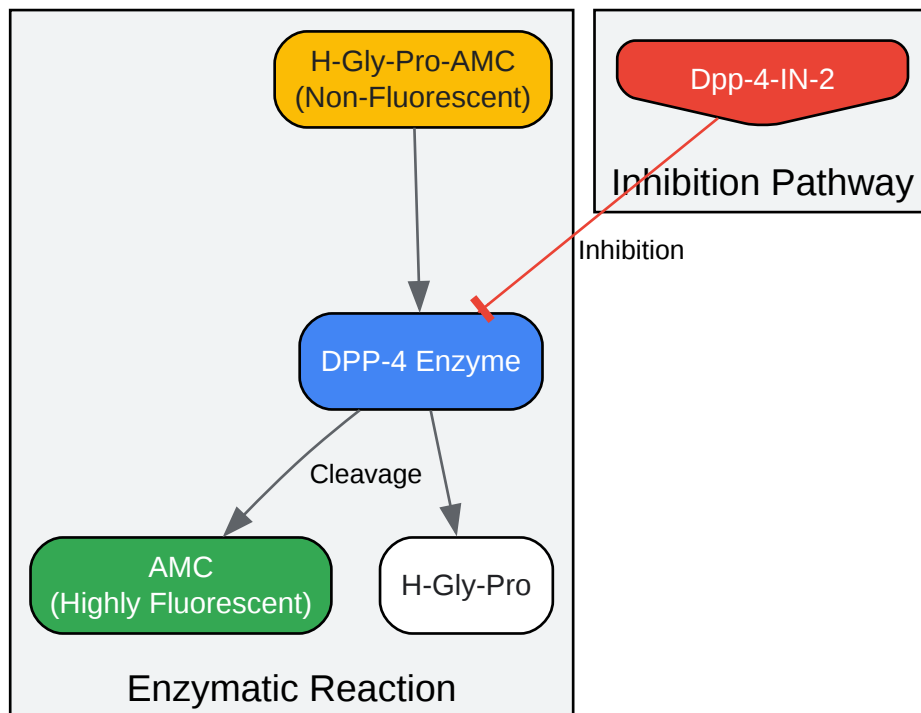 H-Gly-Pro-AMC
(Non-Fluorescent)
Dpp-4-IN-2
Inhibition Pathway
Inhibition
DPP-4 Enzyme
Cleavage
AMC
(Highly Fluorescent)
H-Gly-Pro
Enzymatic Reaction